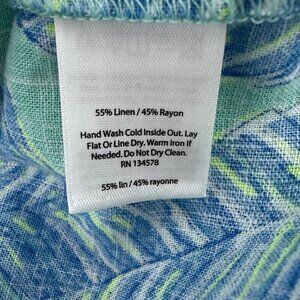 55% Linen / 45% Rayon
Hand Wash Cold Inside Out. Lay
Flat Or Line Dry. Warm Iron If
Needed. Do Not Dry Clean.
RN 134578
55% lin / 45% rayonne